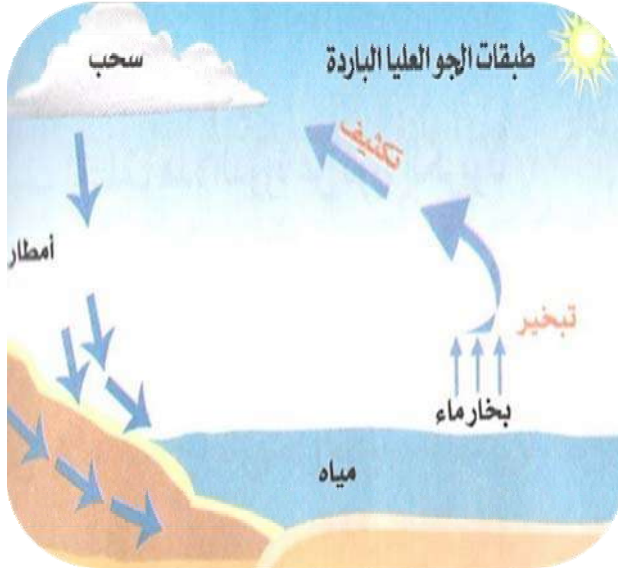 طبقات الجو العليا الباردة
سحب
تكثيف
أمطار
تبخير
بخار ماء
مياه